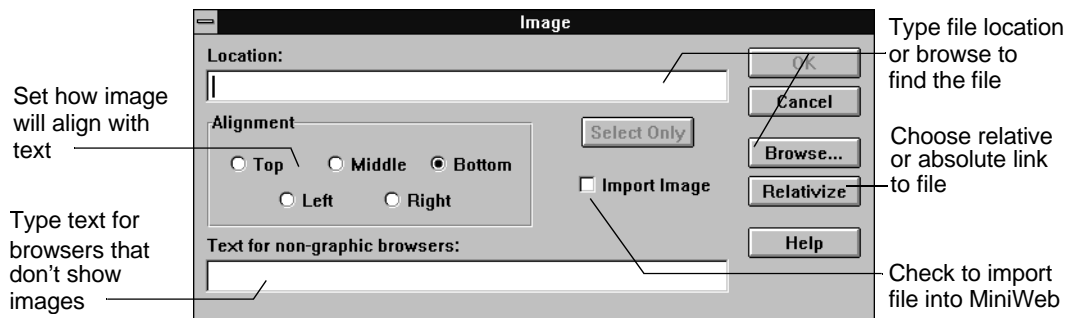 Image
Location:
OK
Cancel
Alignment
Top
Middle
Bottom
Left
Right
Select Only
Import Image
Browse...
Relativize
Text for non-graphic browsers:
Help
Set how image
will align with
text
Type text for
browsers that
don't show
images
Type file location
or browse to
find the file
Choose relative
or absolute link
to file
Check to import
file into MiniWeb